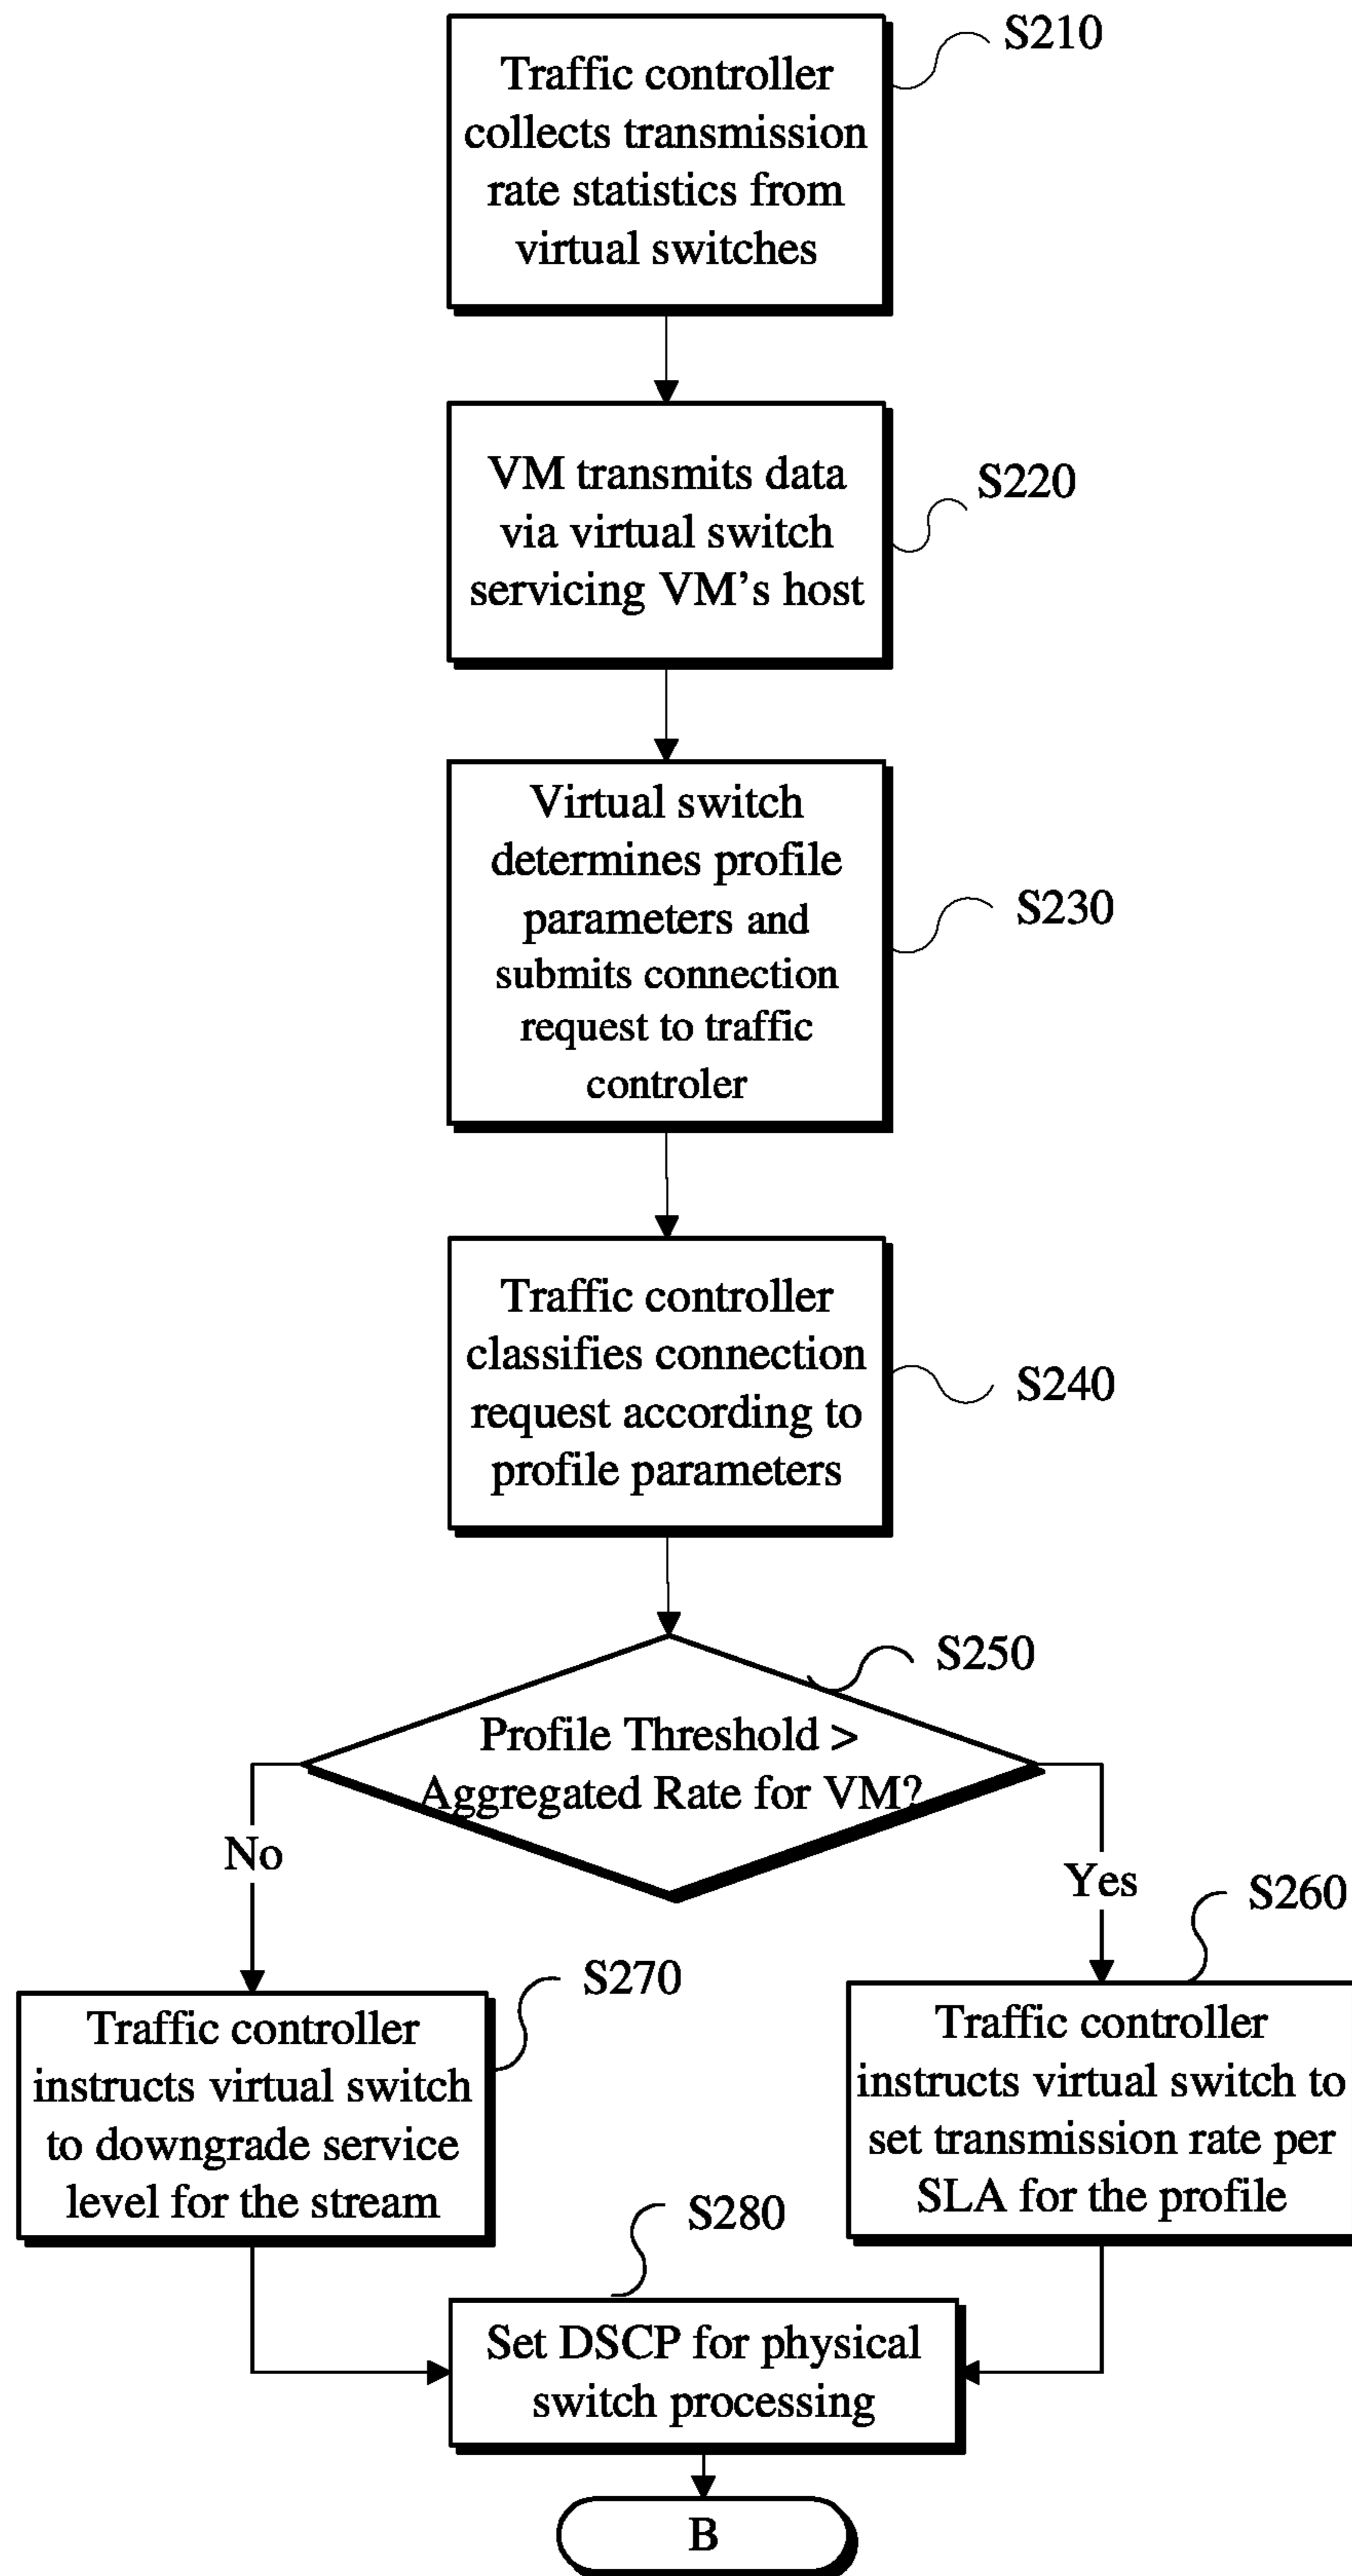 S210
Traffic controller
collects transmission
rate statistics from
virtual switches
S220
VM transmits data
via virtual switch
servicing VM's host
S230
Virtual switch
determines profile
parameters and
submits connection
request to traffic
controler
S240
Traffic controller
classifies connection
request according to
profile parameters
S250
Profile Threshold >
Aggregated Rate for VM?
No
Yes
S260
S270
Traffic controller
instructs virtual switch
to downgrade service
level for the stream
Traffic controller
instructs virtual switch to
set transmission rate per
SLA for the profile
S280
Set DSCP for physical
switch processing
B